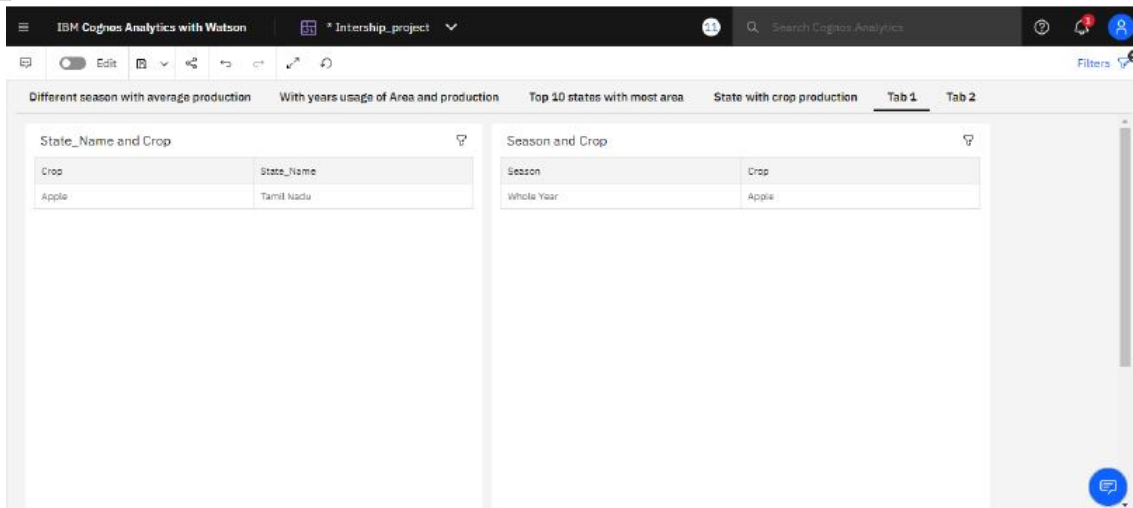 IBM Cognos Analytics with Watson
* Intership_project
11
Search Cognos Analytics
1
Edit
Filters
Different season with average production
With years usage of Area and production
Top 10 states with most area
State with crop production
Tab 1
Tab 2
State_Name and Crop
Crop State_Name
Apple Tamil Nadu
Season and Crop
Season Crop
Whole Year Apple